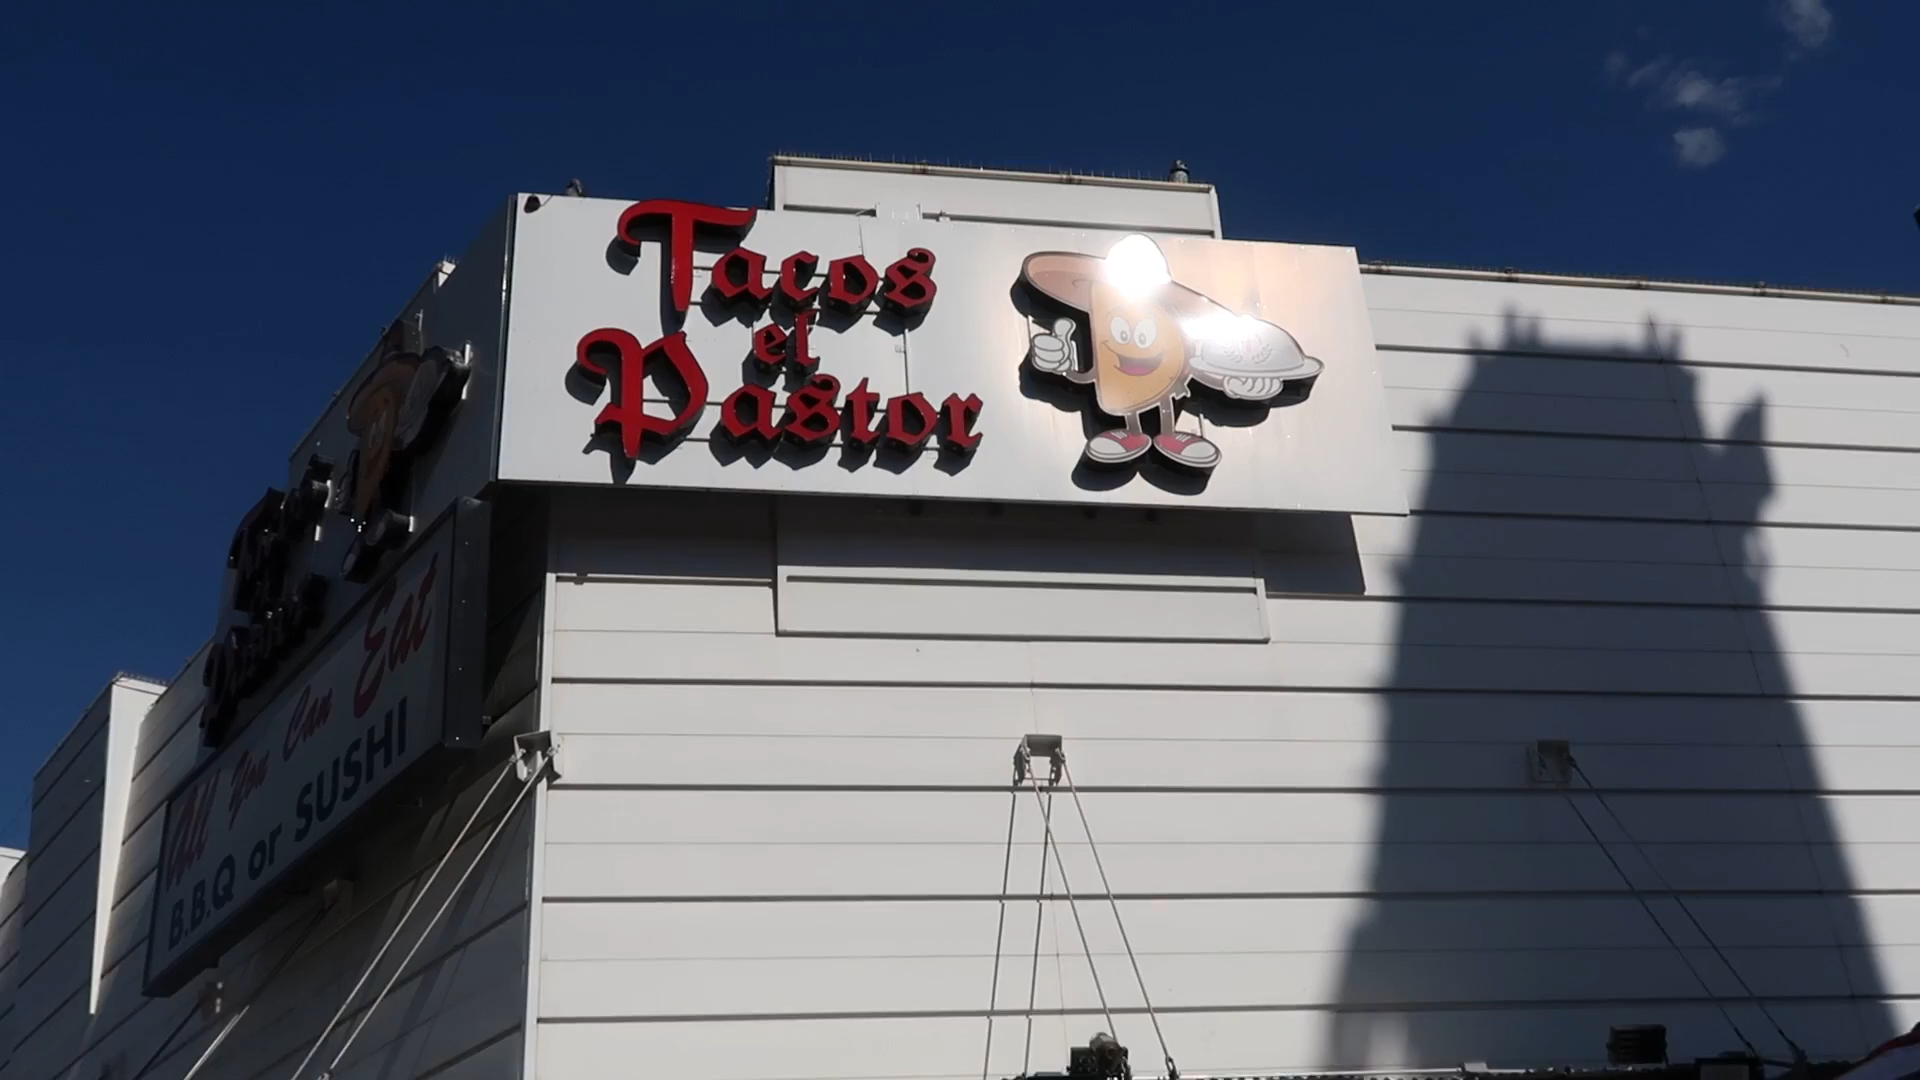 Tacos
el
Pastor
All You Can Eat
B.B.Q or SUSHI